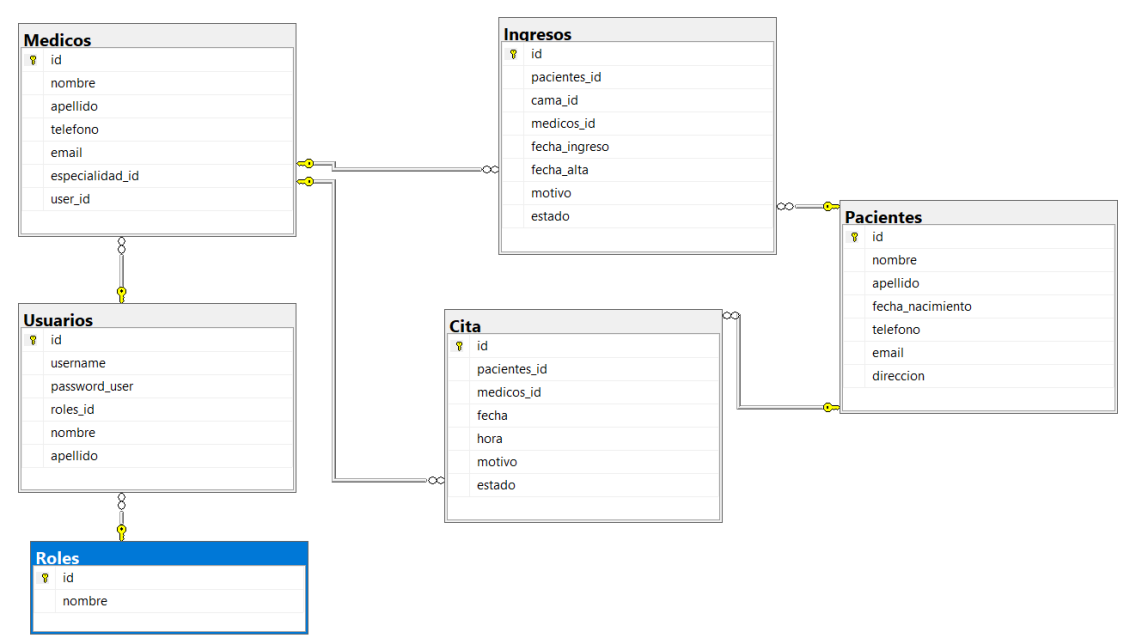 Medicos
id
nombre
apellido
telefono
email
especialidad_id
user_id
Ingresos
id
pacientes_id
cama_id
medicos_id
fecha_ingreso
fecha_alta
motivo
estado
Pacientes
id
nombre
apellido
fecha_nacimiento
telefono
email
direccion
Usuarios
id
username
password_user
roles_id
nombre
apellido
Cita
id
pacientes_id
medicos_id
fecha
hora
motivo
estado
Roles
id
nombre